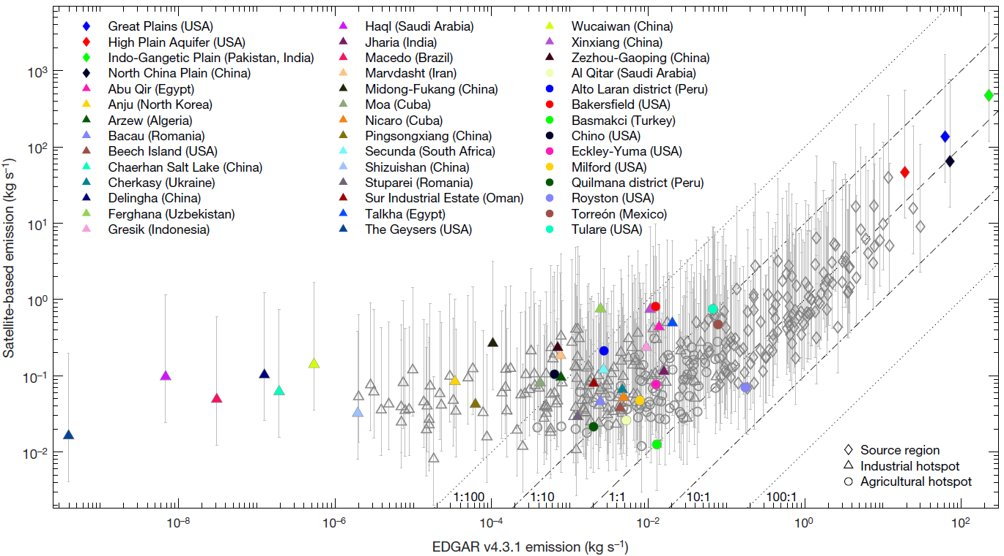 Great Plains (USA)
High Plain Aquifer (USA)
Indo-Gangetic Plain (Pakistan, India)
North China Plain (China)
Abu Qir (Egypt)
Anju (North Korea)
Arzew (Algeria)
Bacau (Romania)
Beech Island (USA)
Chaerhan Salt Lake (China)
Cherkasy (Ukraine)
Delingha (China)
Ferghana (Uzbekistan)
Gresik (Indonesia)
Haql (Saudi Arabia)
Jharia (India)
Macedo (Brazil)
Marvdasht (Iran)
Midong-Fukang (China)
Moa (Cuba)
Nicaro (Cuba)
Pingsongxiang (China)
Secunda (South Africa)
Shizuishan (China)
Stuparei (Romania)
Sur Industrial Estate (Oman)
Talkha (Egypt)
The Geysers (USA)
Wucaiwan (China)
Xinxiang (China)
Zezhou-Gaoping (China)
Al Qitar (Saudi Arabia)
Alto Laran district (Peru)
Bakersfield (USA)
Basmakci (Turkey)
Chino (USA)
Eckley-Yuma (USA)
Milford (USA)
Quilmana district (Peru)
Royston (USA)
Torreón (Mexico)
Tulare (USA)
Satellite-based emission (kg s⁻¹)
10³
10²
10¹
10⁰
10⁻¹
10⁻²
Source region
Industrial hotspot
Agricultural hotspot
1:100
1:10
1:1
10:1
100:1
10⁻⁸
10⁻⁶
10⁻⁴
10⁻²
10⁰
10²
EDGAR v4.3.1 emission (kg s⁻¹)